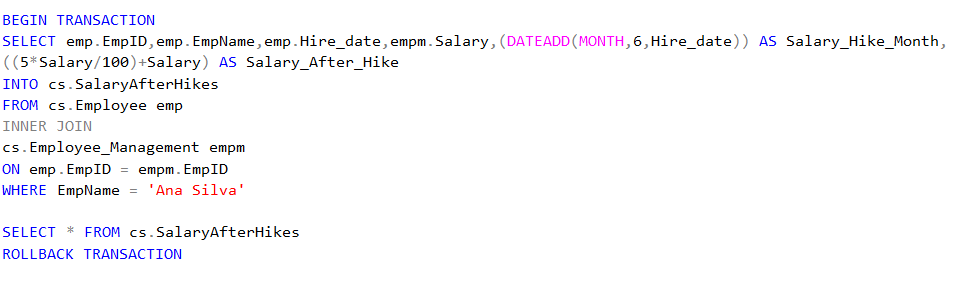 BEGIN TRANSACTION
SELECT emp.EmpID,emp.EmpName,emp.Hire_date,empm.Salary,(DATEADD(MONTH,6,Hire_date)) AS Salary_Hike_Month,
((5*Salary/100)+Salary) AS Salary_After_Hike
INTO cs.SalaryAfterHikes
FROM cs.Employee emp
INNER JOIN
cs.Employee_Management empm
ON emp.EmpID = empm.EmpID
WHERE EmpName = 'Ana Silva'
SELECT * FROM cs.SalaryAfterHikes
ROLLBACK TRANSACTION